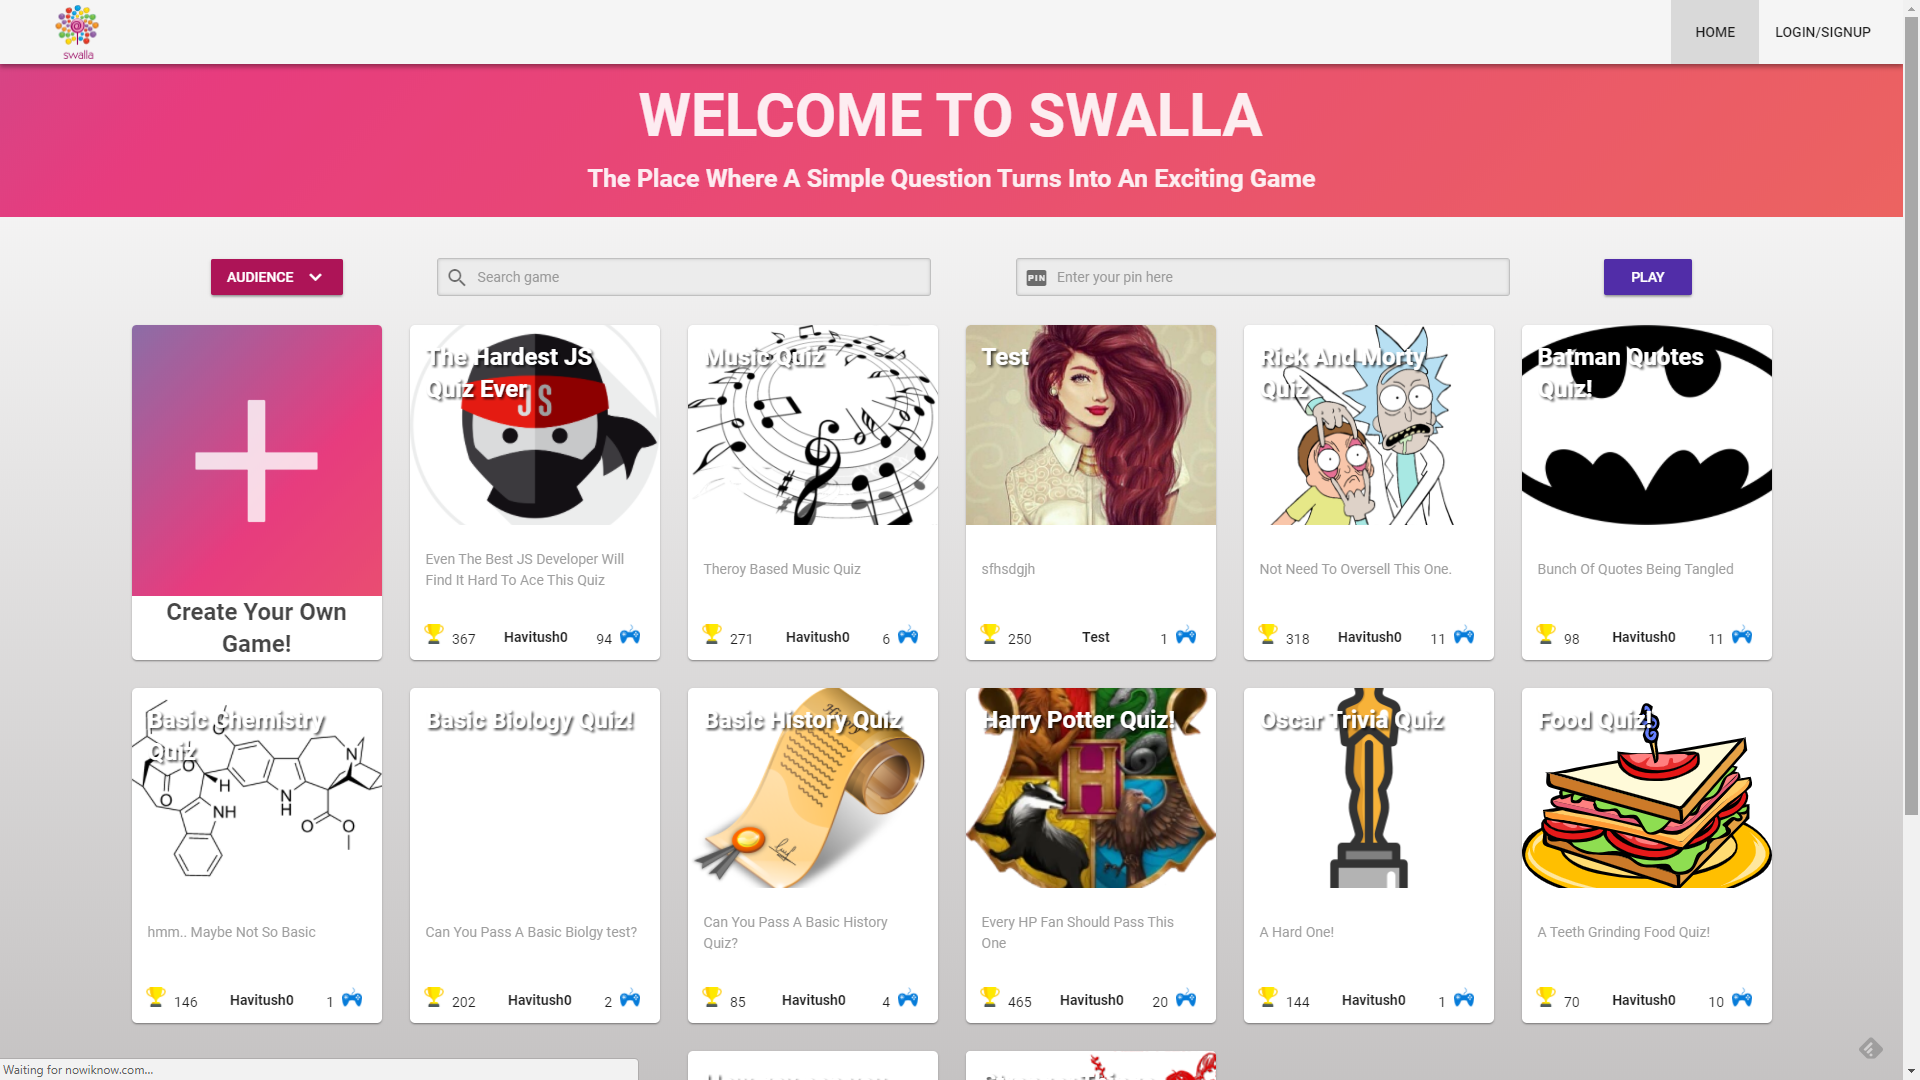 swalla
HOME
LOGIN/SIGNUP
WELCOME TO SWALLA
The Place Where A Simple Question Turns Into An Exciting Game
AUDIENCE
Search game
PIN
Enter your pin here
PLAY
Create Your Own
Game!
The Hardest JS
Quiz Ever
JS
Even The Best JS Developer Will
Find It Hard To Ace This Quiz
367 Havitush0 94
Music Quiz
Theroy Based Music Quiz
271 Havitush0 6
Test
sfhsdgjh
250 Test 1
Rick And Morty
Quiz
Not Need To Oversell This One.
318 Havitush0 11
Batman Quotes
Quiz!
Bunch Of Quotes Being Tangled
98 Havitush0 11
Basic Chemistry
Quiz
O
O
H
N
H
N
NH
O
O
hmm.. Maybe Not So Basic
146 Havitush0 1
Basic Biology Quiz!
Can You Pass A Basic Biolgy test?
202 Havitush0 2
Basic History Quiz
Can You Pass A Basic History
Quiz?
85 Havitush0 4
Harry Potter Quiz!
H
Every HP Fan Should Pass This
One
465 Havitush0 20
Oscar Trivia Quiz
A Hard One!
144 Havitush0 1
Food Quiz!
A Teeth Grinding Food Quiz!
70 Havitush0 10
Waiting for nowiknow.com...